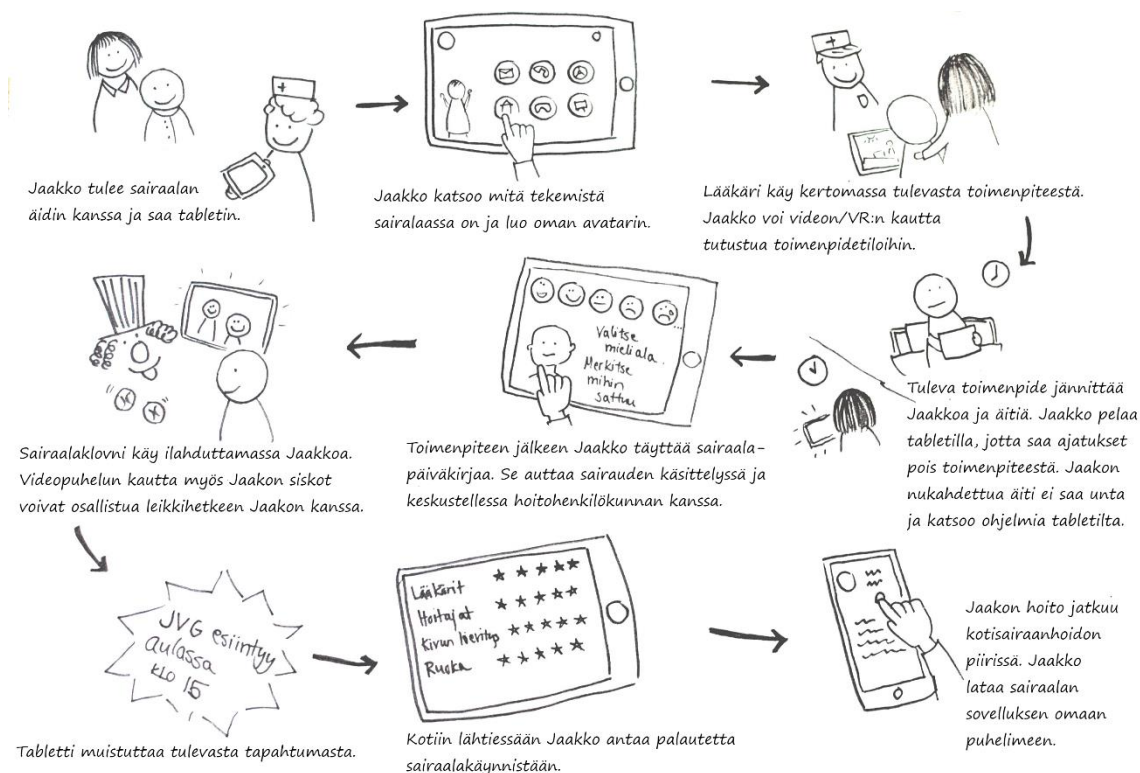 Jaakko tulee sairaalan
äidin kanssa ja saa tabletin.
Jaakko katsoo mitä tekemistä
sairalaassa on ja luo oman avatarin.
Lääkäri käy kertomassa tulevasta toimenpiteestä.
Jaakko voi videon/VR:n kautta
tutustua toimenpidetiloihin.
Tuleva toimenpide jännittää
Jaakkoa ja äitiä. Jaakko pelaa
tabletilla, jotta saa ajatukset
pois toimenpiteestä. Jaakon
nukahdettua äiti ei saa unta
ja katsoo ohjelmia tabletilta.
Valitse
mieliala..
Merkitse
mihin
sattuu
Toimenpiteen jälkeen Jaakko täyttää sairaala-
päiväkirjaa. Se auttaa sairauden käsittelyssä ja
keskustellessa hoitohenkilökunnan kanssa.
Sairaalaklovni käy ilahduttamassa Jaakkoa.
Videopuhelun kautta myös Jaakon siskot
voivat osallistua leikkihetkeen Jaakon kanssa.
JVG esiintyy
aulassa
klo 15
Tabletti muistuttaa tulevasta tapahtumasta.
Lääkärit
Hoitajat
Kivun lievitys
Ruoka
Kotiin lähtiessään Jaakko antaa palautetta
sairaalakäynnistään.
Jaakon hoito jatkuu
kotisairaanhoidon
piirissä. Jaakko
lataa sairaalan
sovelluksen omaan
puhelimeen.